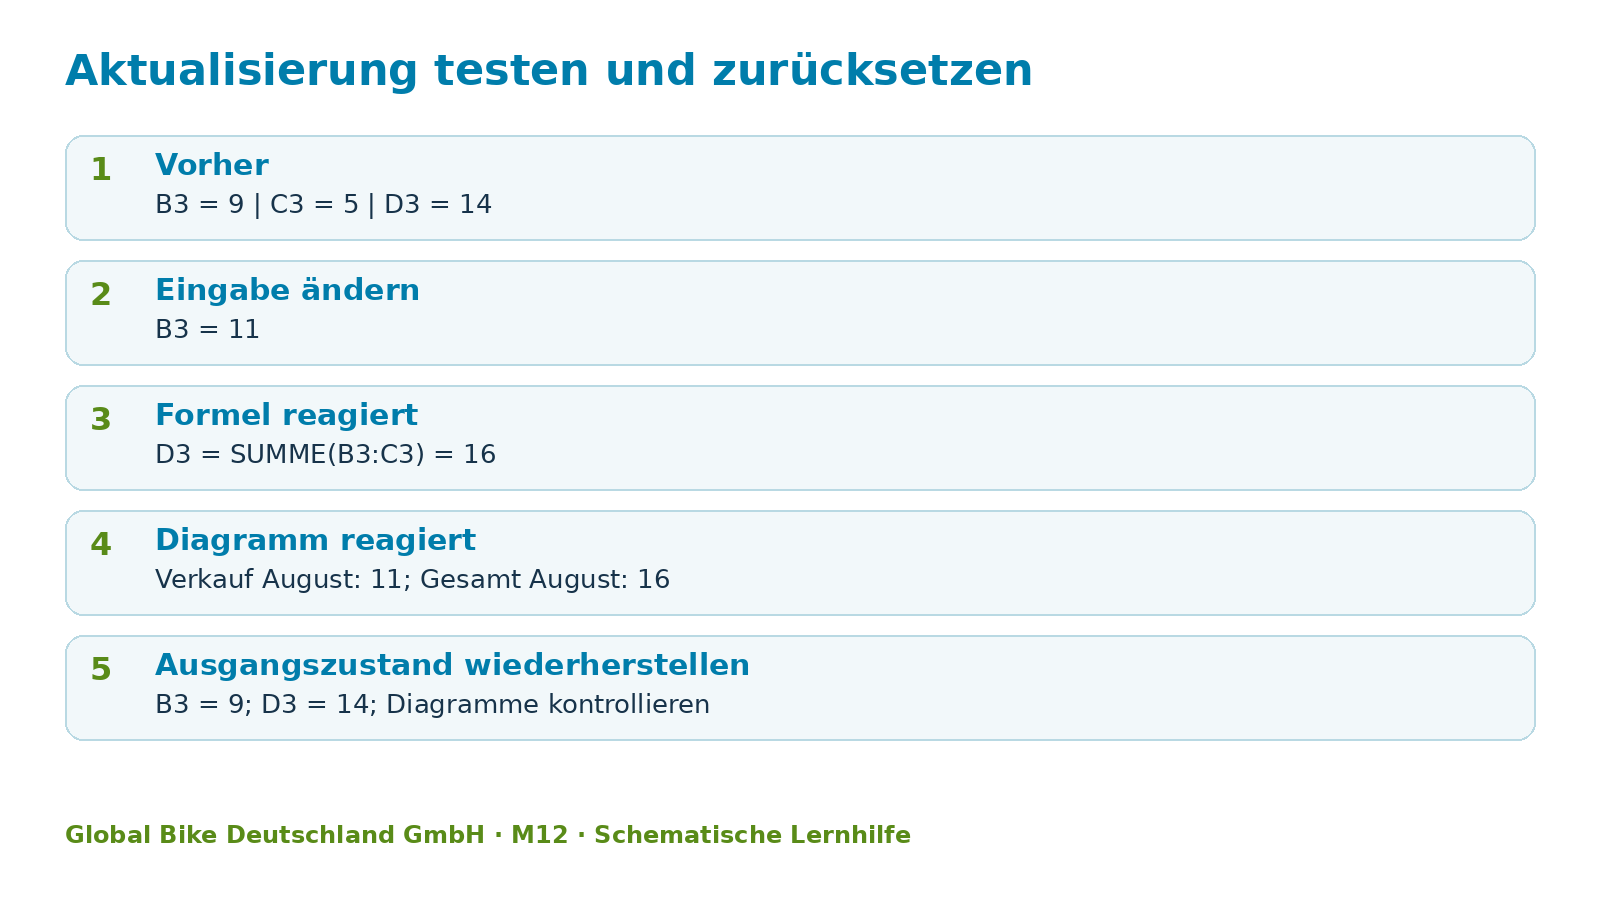 Aktualisierung testen und zurücksetzen
1 Vorher
B3 = 9 | C3 = 5 | D3 = 14
2 Eingabe ändern
B3 = 11
3 Formel reagiert
D3 = SUMME(B3:C3) = 16
4 Diagramm reagiert
Verkauf August: 11; Gesamt August: 16
5 Ausgangszustand wiederherstellen
B3 = 9; D3 = 14; Diagramme kontrollieren
Global Bike Deutschland GmbH · M12 · Schematische Lernhilfe